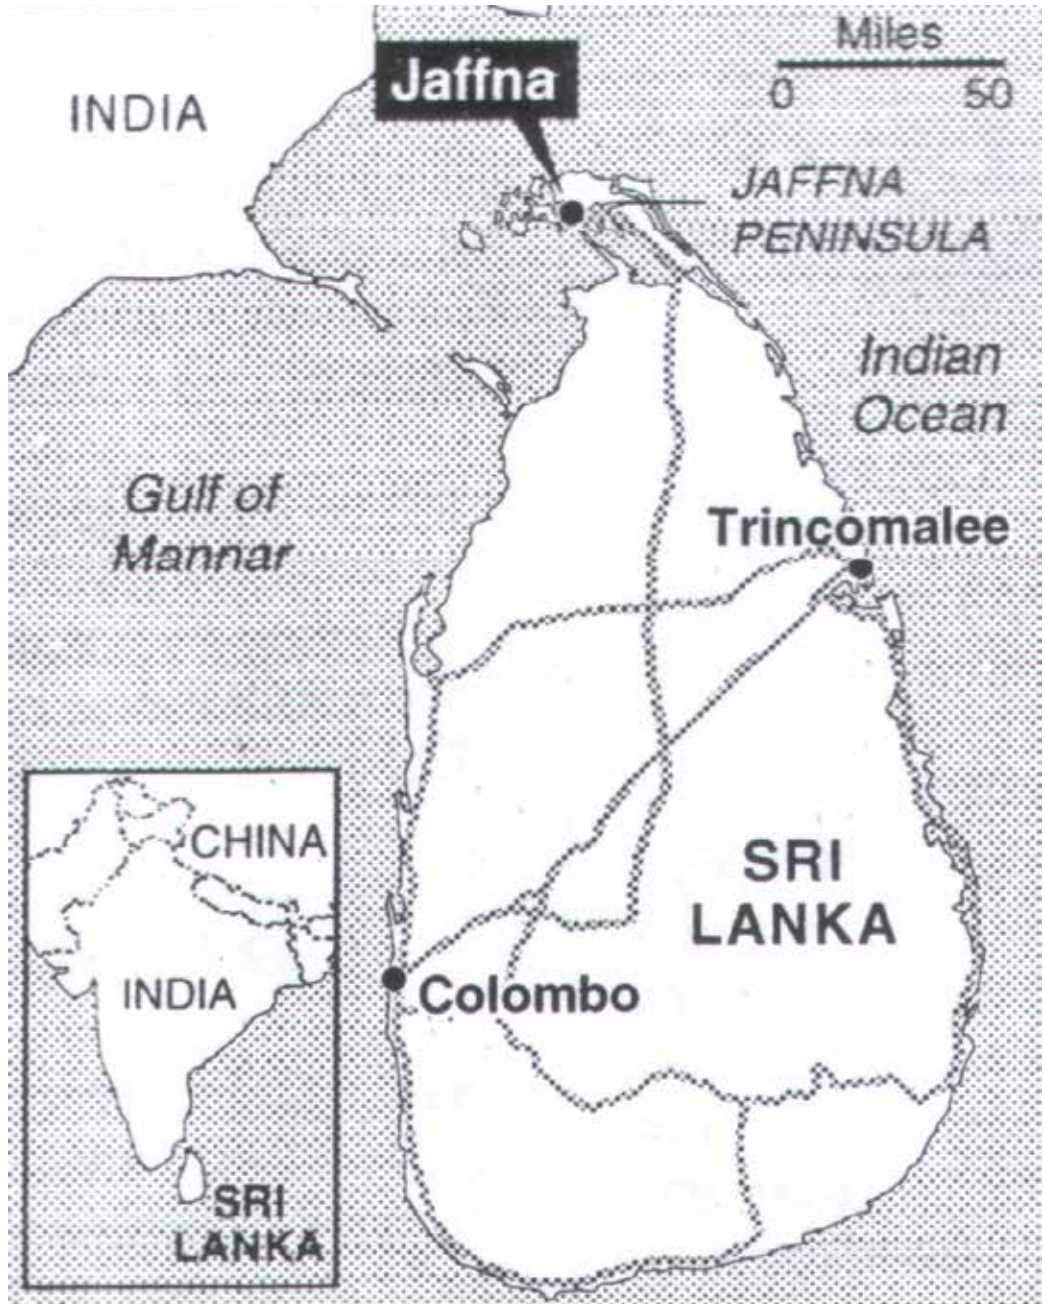 Miles
0 50
Jaffna
INDIA
JAFFNA
PENINSULA
Indian
Ocean
Gulf of
Mannar
Trincomalee
SRI
LANKA
Colombo
CHINA
INDIA
SRI
LANKA